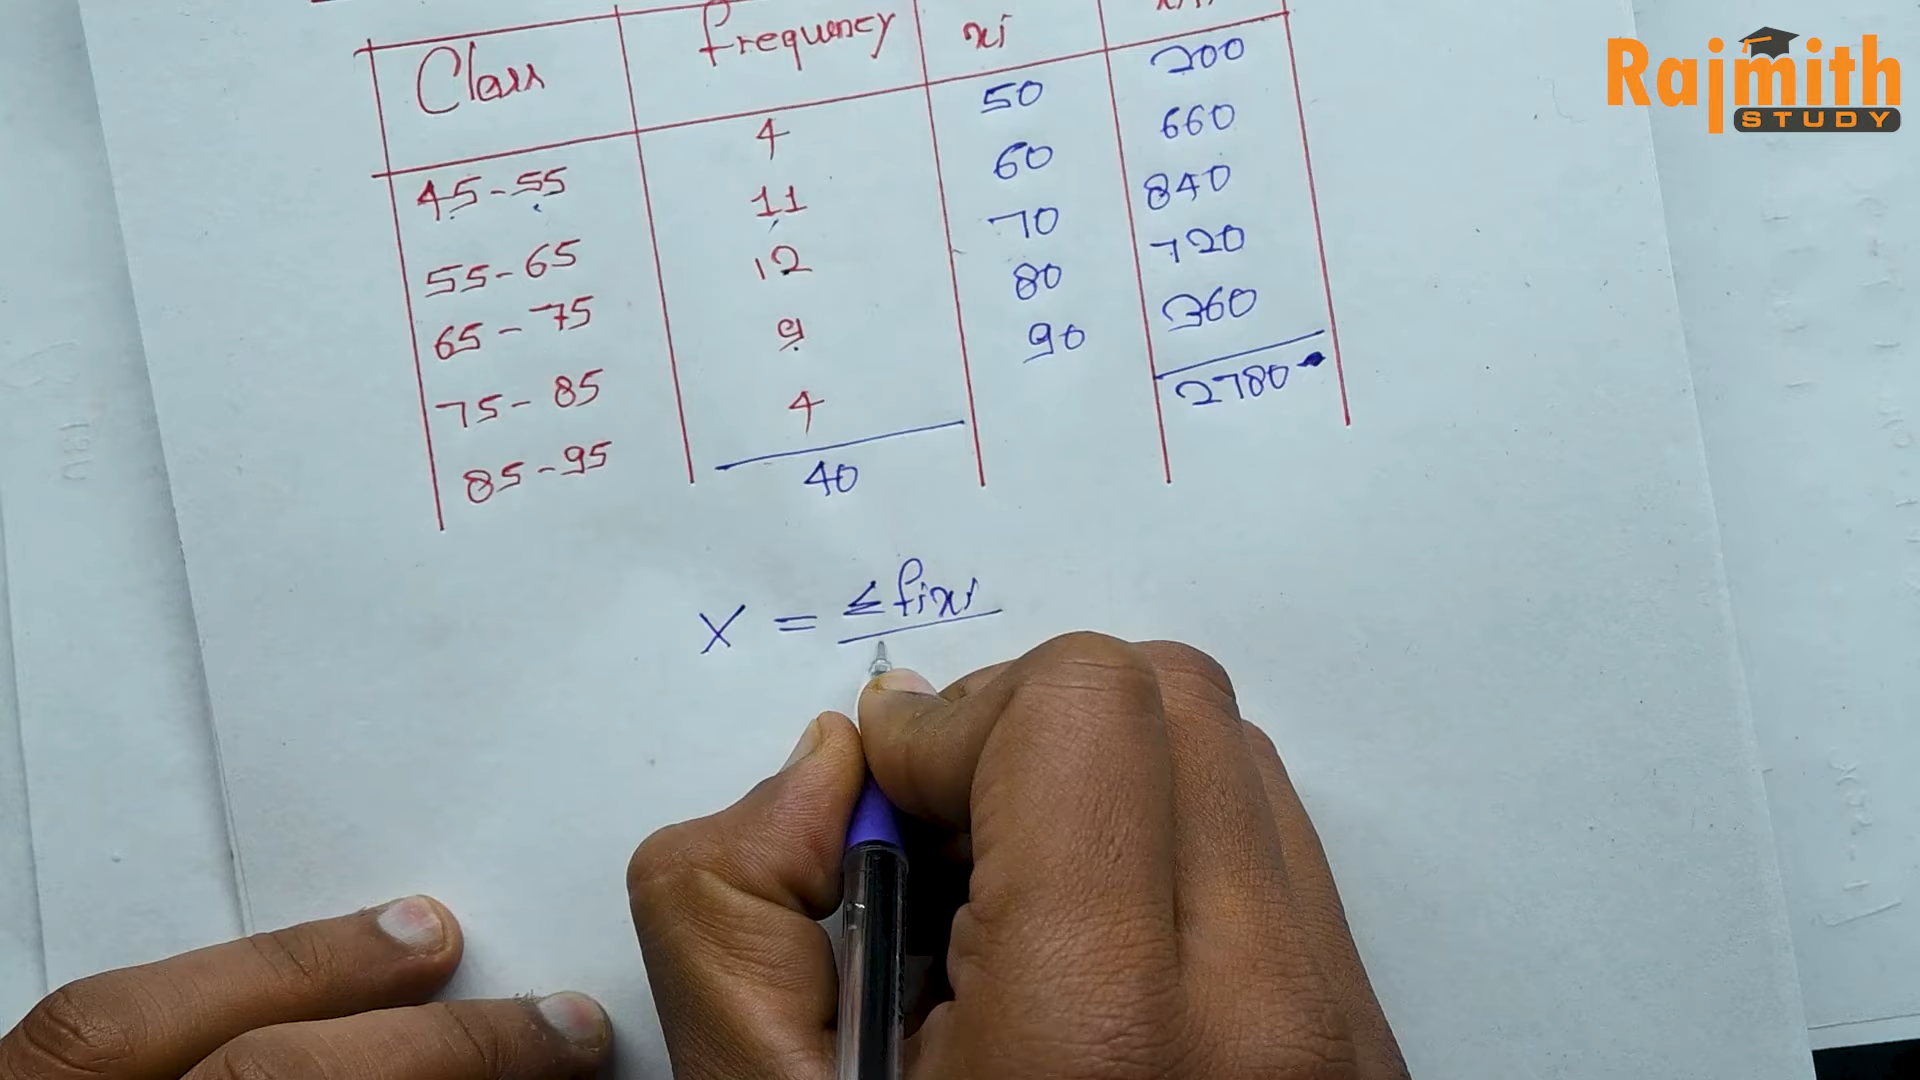 Rajmith
STUDY
Class frequency xi
45-55 4 50 200
55-65 11 60 660
65-75 12 70 840
75-85 9 80 720
85-95 4 90 360
40 2780
X = Σfixi